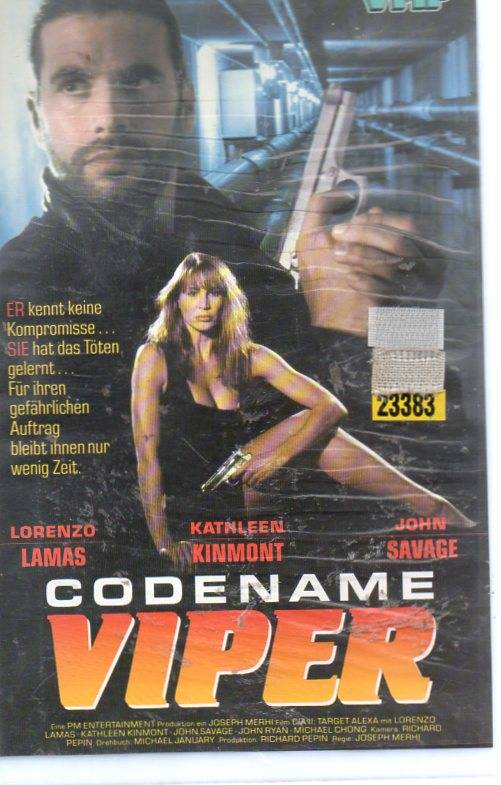 VMP
ER kennt keine
Kompromisse...
SIE hat das Töten
gelernt...
Für ihren
gefährlichen
Auftrag
bleibt ihnen nur
wenig Zeit.
23383
LORENZO KATHLEEN JOHN
LAMAS KINMONT SAVAGE
CODENAME
VIPER
Eine PM ENTERTAINMENT Produktion ein JOSEPH MERHI Film CIA II: TARGET ALEXA mit LORENZO
LAMAS · KATHLEEN KINMONT · JOHN SAVAGE · JOHN RYAN · MICHAEL CHONG Kamera: RICHARD
PEPIN Drehbuch: MICHAEL JANUARY Produktion: RICHARD PEPIN Regie: JOSEPH MERHI